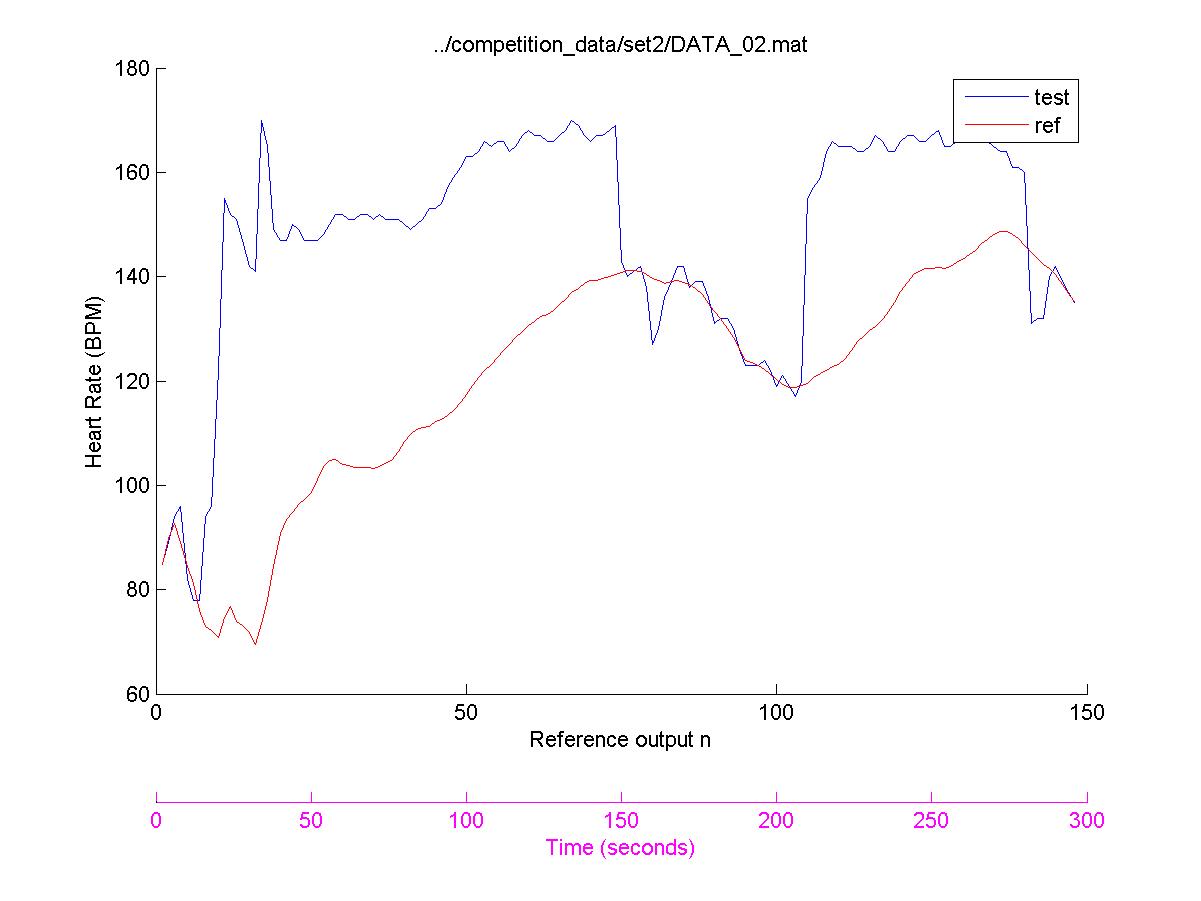 ../competition_data/set2/DATA_02.mat
180
160
140
120
100
80
60
Heart Rate (BPM)
test
ref
0 50 100 150
Reference output n
0 50 100 150 200 250 300
Time (seconds)